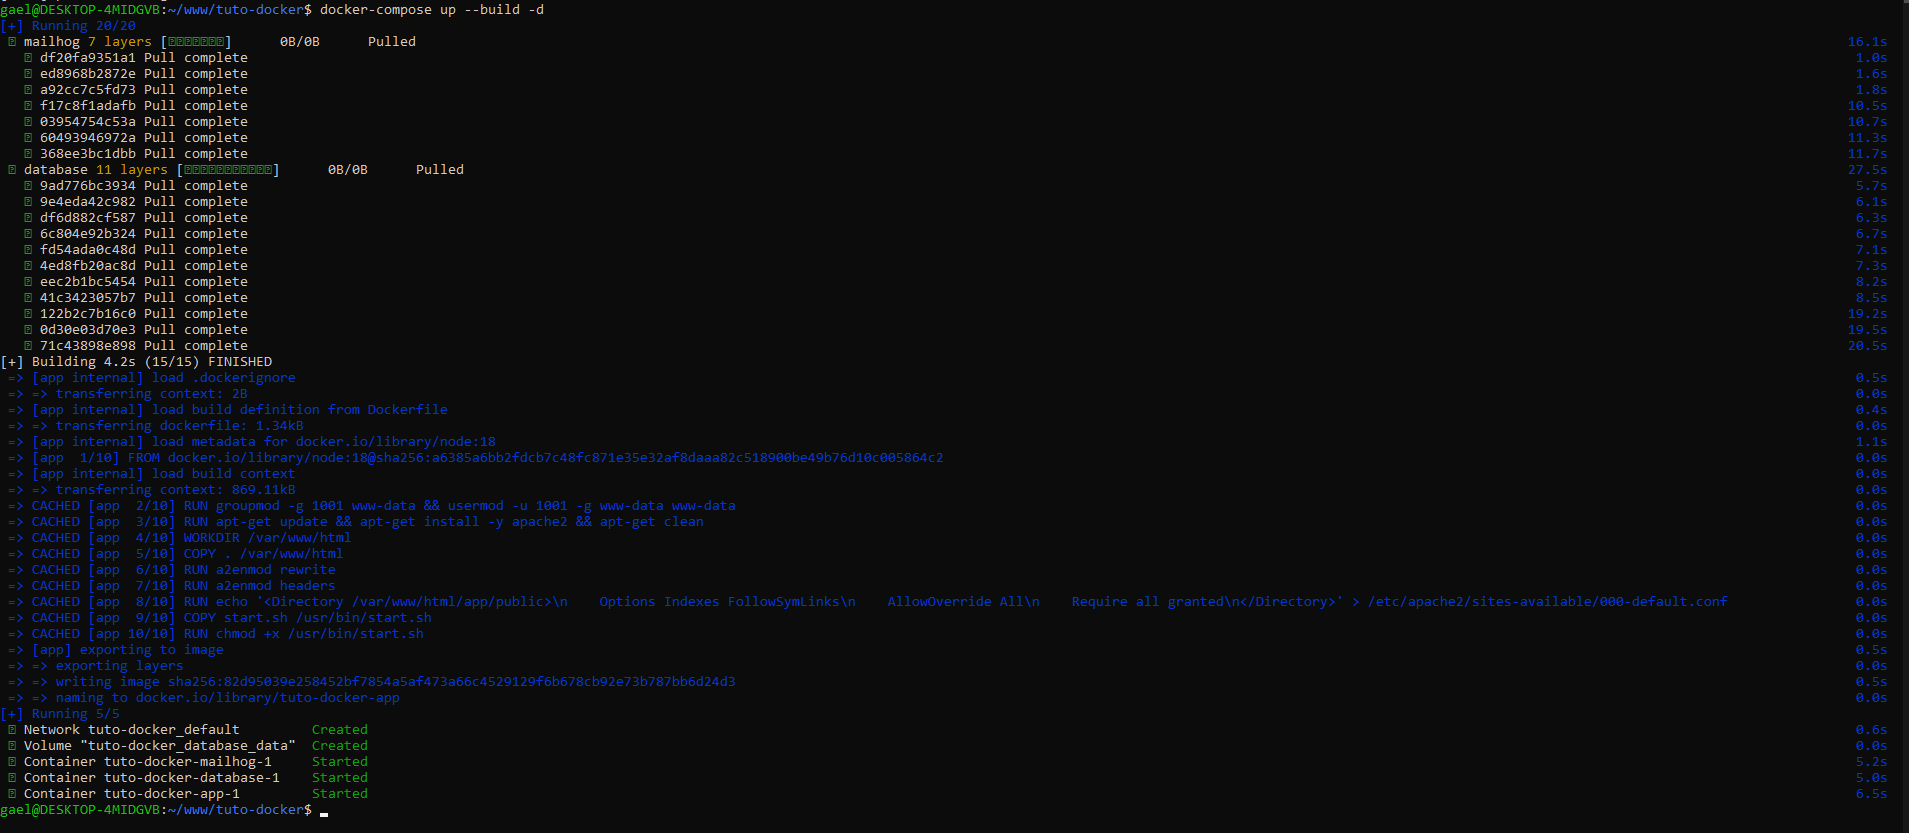 gael@DESKTOP-4MIDGVB:~/www/tuto-docker$ docker-compose up --build -d
[+] Running 20/20
mailhog 7 layers [] 0B/0B Pulled 16.1s
df20fa9351a1 Pull complete 1.0s
ed8968b2872e Pull complete 1.6s
a92cc7c5fd73 Pull complete 1.8s
f17c8f1adafb Pull complete 10.5s
03954754c53a Pull complete 10.7s
60493946972a Pull complete 11.3s
368ee3bc1dbb Pull complete 11.7s
database 11 layers [] 0B/0B Pulled 27.5s
9ad776bc3934 Pull complete 5.7s
9e4eda42c982 Pull complete 6.1s
df6d882cf587 Pull complete 6.3s
6c804e92b324 Pull complete 6.7s
fd54ada0c48d Pull complete 7.1s
4ed8fb20ac8d Pull complete 7.3s
eec2b1bc5454 Pull complete 8.2s
41c3423057b7 Pull complete 8.5s
122b2c7b16c0 Pull complete 19.2s
0d30e03d70e3 Pull complete 19.5s
71c43898e898 Pull complete 20.5s
[+] Building 4.2s (15/15) FINISHED
=> [app internal] load .dockerignore 0.5s
=> => transferring context: 2B 0.0s
=> [app internal] load build definition from Dockerfile 0.4s
=> => transferring dockerfile: 1.34kB 0.0s
=> [app internal] load metadata for docker.io/library/node:18 1.1s
=> [app  1/10] FROM docker.io/library/node:18@sha256:a6385a6bb2fdcb7c48fc871e35e32af8daaa82c518900be49b76d10c005864c2 0.0s
=> [app internal] load build context 0.0s
=> => transferring context: 869.11kB 0.0s
=> CACHED [app  2/10] RUN groupmod -g 1001 www-data && usermod -u 1001 -g www-data www-data 0.0s
=> CACHED [app  3/10] RUN apt-get update && apt-get install -y apache2 && apt-get clean 0.0s
=> CACHED [app  4/10] WORKDIR /var/www/html 0.0s
=> CACHED [app  5/10] COPY . /var/www/html 0.0s
=> CACHED [app  6/10] RUN a2enmod rewrite 0.0s
=> CACHED [app  7/10] RUN a2enmod headers 0.0s
=> CACHED [app  8/10] RUN echo '<Directory /var/www/html/app/public>\n    Options Indexes FollowSymLinks\n    AllowOverride All\n    Require all granted\n</Directory>' > /etc/apache2/sites-available/000-default.conf 0.0s
=> CACHED [app  9/10] COPY start.sh /usr/bin/start.sh 0.0s
=> CACHED [app 10/10] RUN chmod +x /usr/bin/start.sh 0.0s
=> [app] exporting to image 0.5s
=> => exporting layers 0.0s
=> => writing image sha256:82d95039e258452bf7854a5af473a66c4529129f6b678cb92e73b787bb6d24d3 0.5s
=> => naming to docker.io/library/tuto-docker-app 0.0s
[+] Running 5/5
Network tuto-docker_default Created 0.6s
Volume "tuto-docker_database_data" Created 0.0s
Container tuto-docker-mailhog-1 Started 5.2s
Container tuto-docker-database-1 Started 5.0s
Container tuto-docker-app-1 Started 6.5s
gael@DESKTOP-4MIDGVB:~/www/tuto-docker$